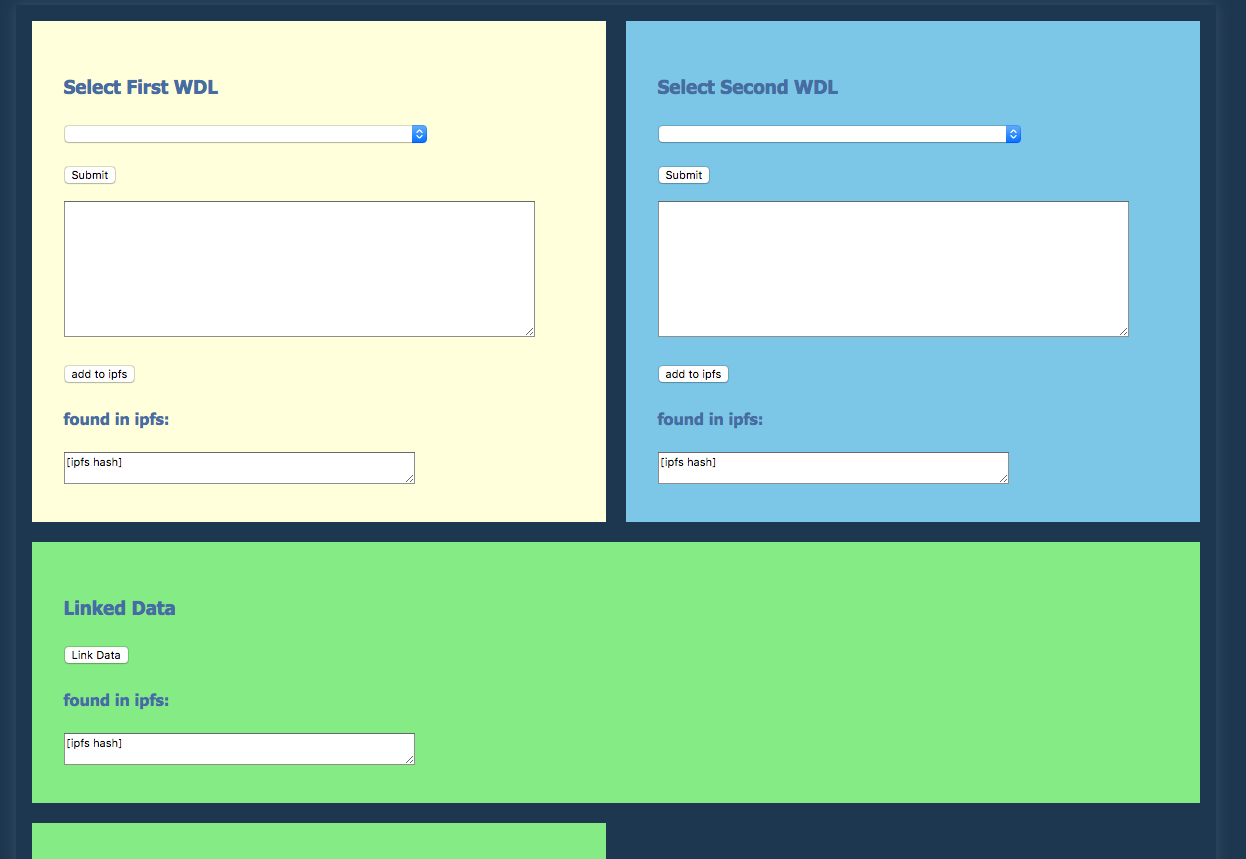 Select First WDL
Submit
add to ipfs
found in ipfs:
[ipfs hash]
Select Second WDL
Submit
add to ipfs
found in ipfs:
[ipfs hash]
Linked Data
Link Data
found in ipfs:
[ipfs hash]